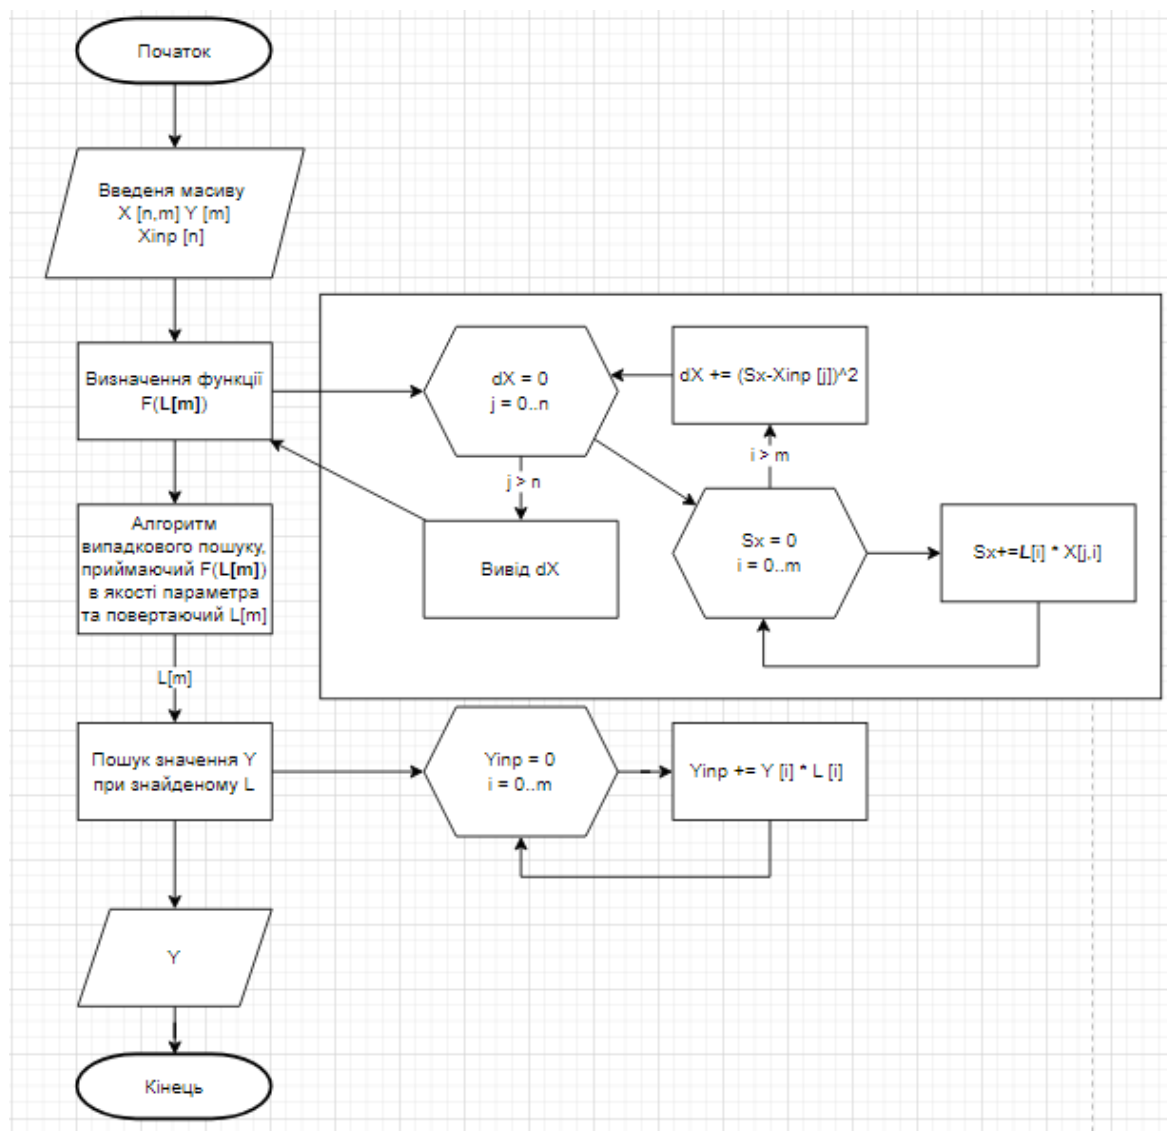 Початок
Введеня масиву
X [n,m] Y [m]
Xinp [n]
Визначення функції
F(L[m])
dX = 0
j = 0..n
dX += (Sx-Xinp [j])^2
i > m
j > n
Вивід dX
Sx = 0
i = 0..m
Sx+=L[i] * X[j,i]
Алгоритм
випадкового пошуку,
приймаючий F(L[m])
в якості параметра
та повертаючий L[m]
L[m]
Пошук значення Y
при знайденому L
Yinp = 0
i = 0..m
Yinp += Y [i] * L [i]
Y
Кінець